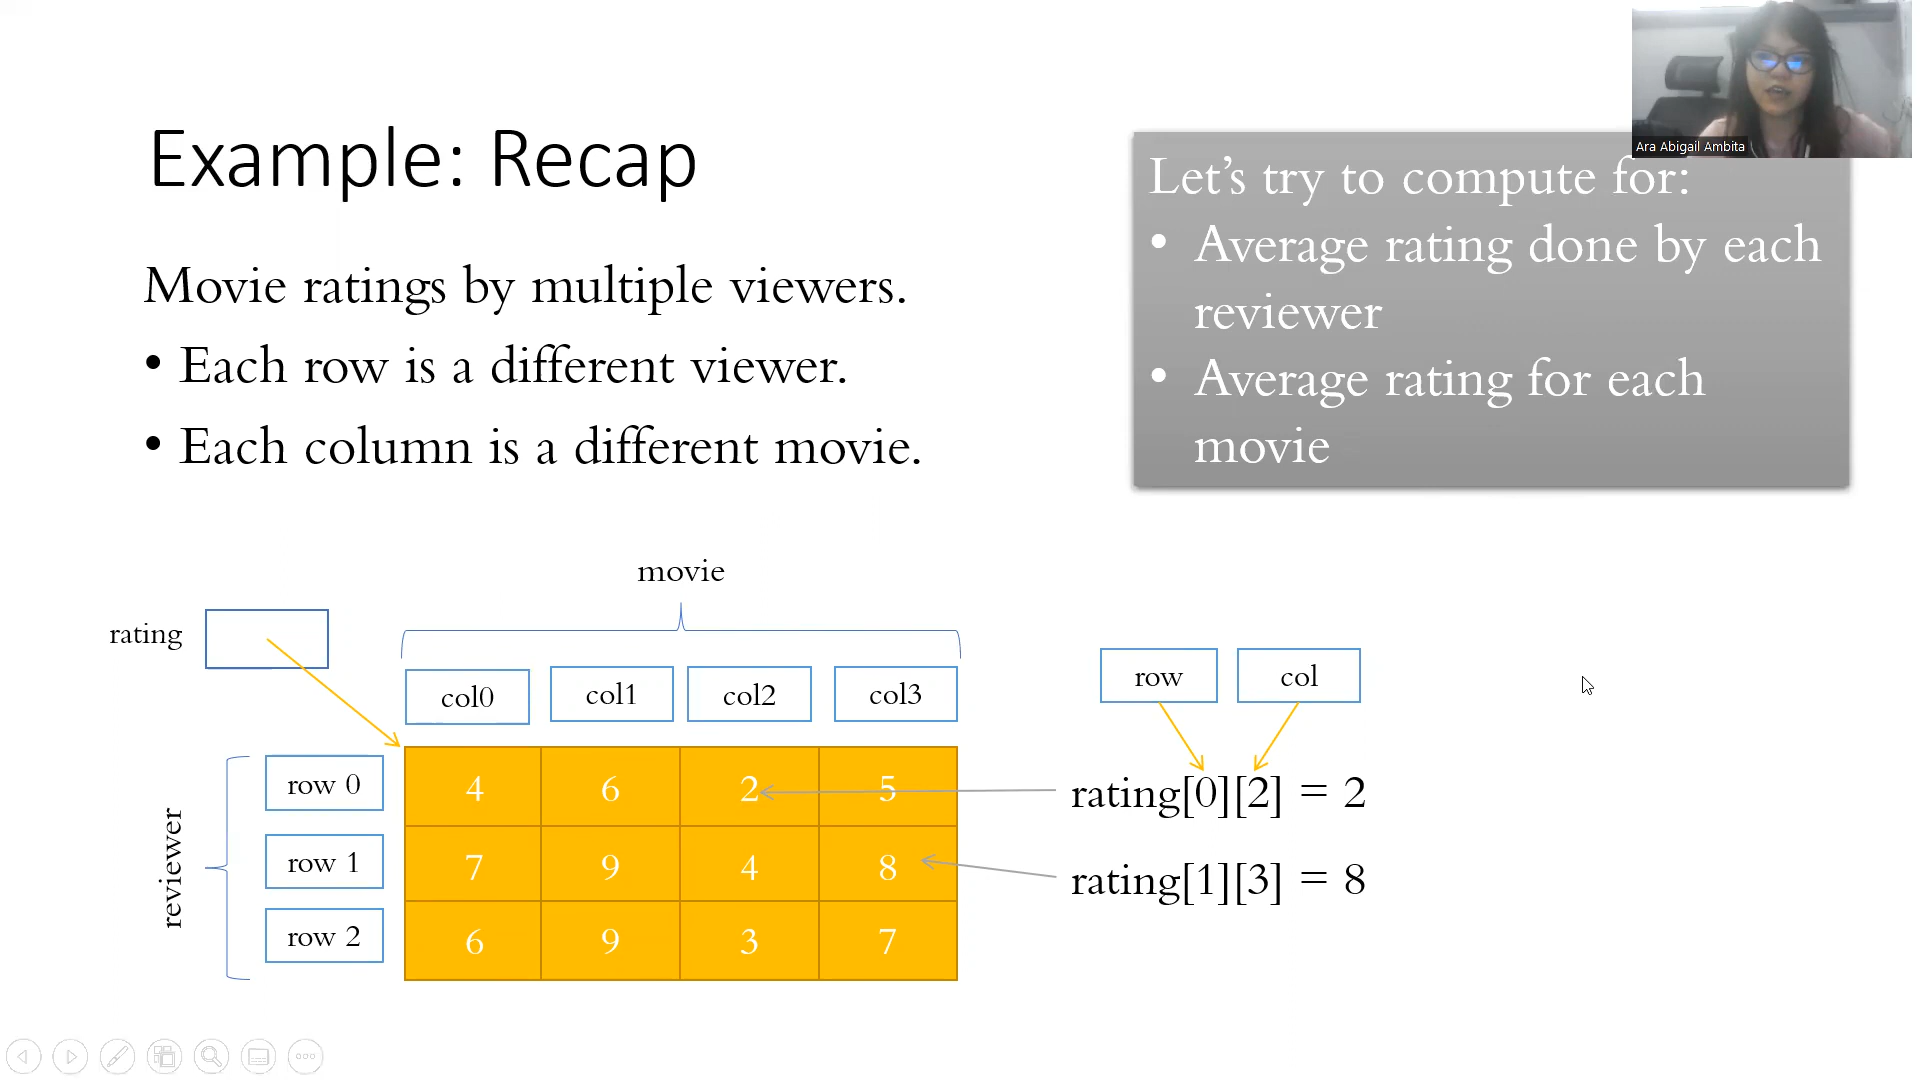 Ara Abigail Ambita
Example: Recap
Movie ratings by multiple viewers.
• Each row is a different viewer.
• Each column is a different movie.
Let’s try to compute for:
• Average rating done by each
reviewer
• Average rating for each
movie
movie
rating
col0 col1 col2 col3
reviewer
row 0 4 6 2 5
row 1 7 9 4 8
row 2 6 9 3 7
row col
rating[0][2] = 2
rating[1][3] = 8